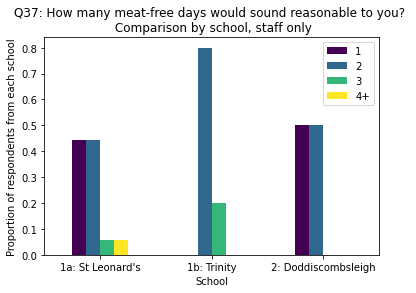 Q37: How many meat-free days would sound reasonable to you?
Comparison by school, staff only
Proportion of respondents from each school
0.8
0.7
0.6
0.5
0.4
0.3
0.2
0.1
0.0
1
2
3
4+
1a: St Leonard's
1b: Trinity
2: Doddiscombsleigh
School